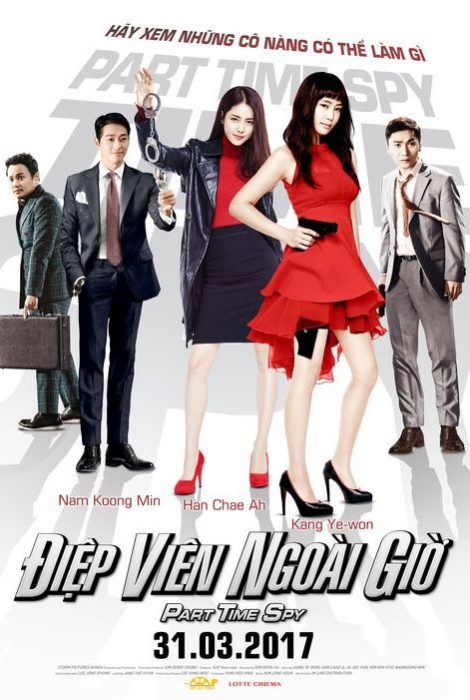 HÃY XEM NHỮNG CÔ NÀNG CÓ THỂ LÀM GÌ
PART TIME SPY
TIME
Nam Koong Min
Han Chae Ah
Kang Ye-won
ĐIỆP VIÊN NGOÀI GIỜ
PART TIME SPY
31.03.2017
LOTTE CINEMA